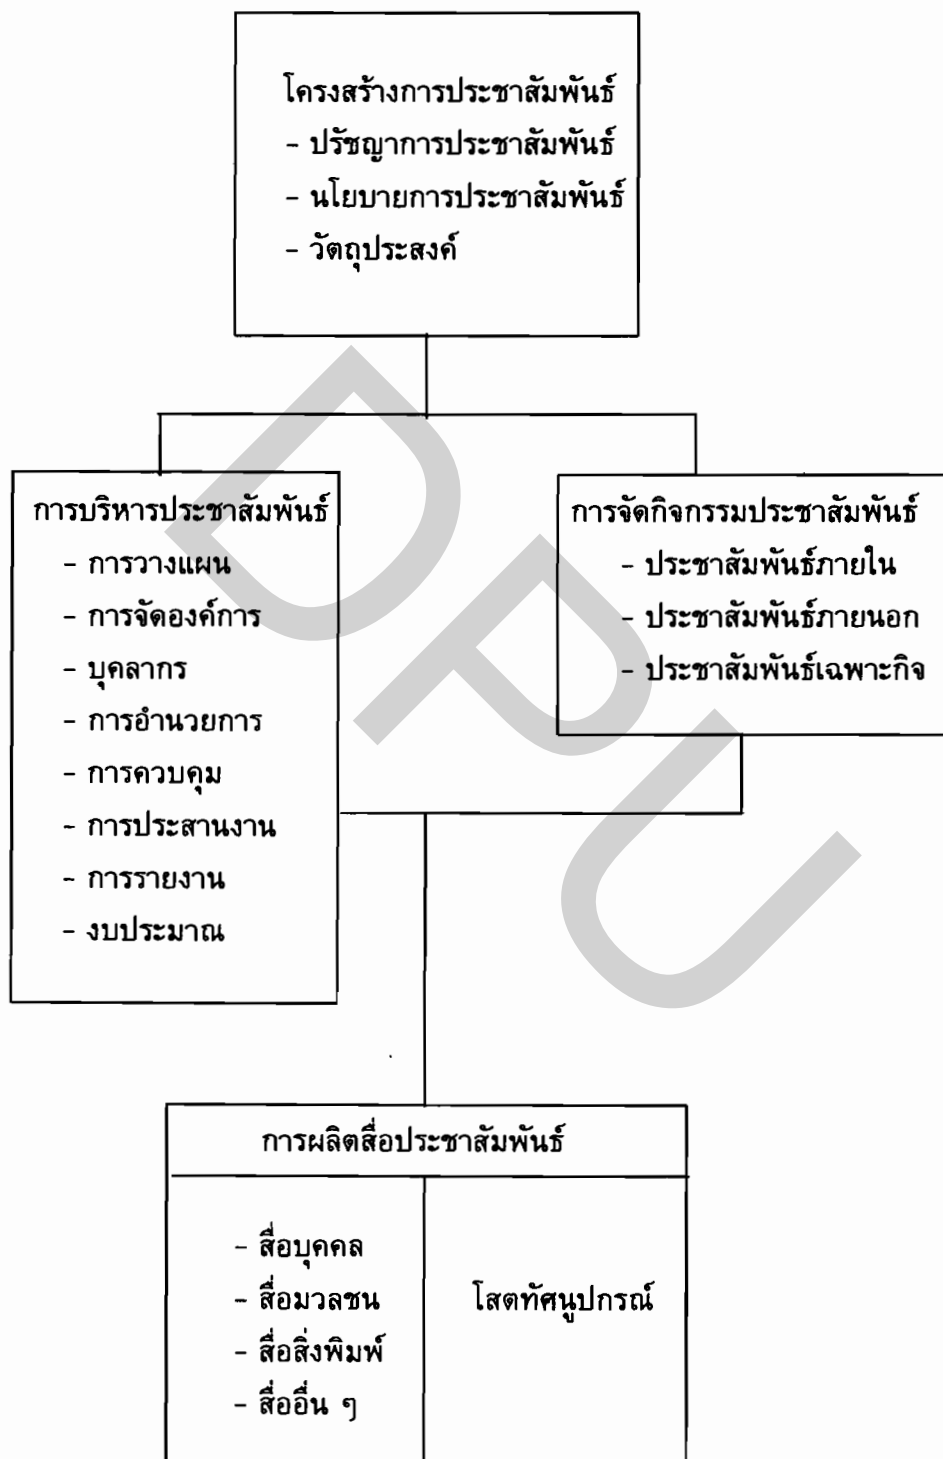 โครงสร้างการประชาสัมพันธ์
- ปรัชญาการประชาสัมพันธ์
- นโยบายการประชาสัมพันธ์
- วัตถุประสงค์
การบริหารประชาสัมพันธ์
- การวางแผน
- การจัดองค์การ
- บุคลากร
- การอำนวยการ
- การควบคุม
- การประสานงาน
- การรายงาน
- งบประมาณ
การจัดกิจกรรมประชาสัมพันธ์
- ประชาสัมพันธ์ภายใน
- ประชาสัมพันธ์ภายนอก
- ประชาสัมพันธ์เฉพาะกิจ
การผลิตสื่อประชาสัมพันธ์
- สื่อบุคคล
- สื่อมวลชน
- สื่อสิ่งพิมพ์
- สื่ออื่น ๆ
โสตทัศนูปกรณ์
DPU